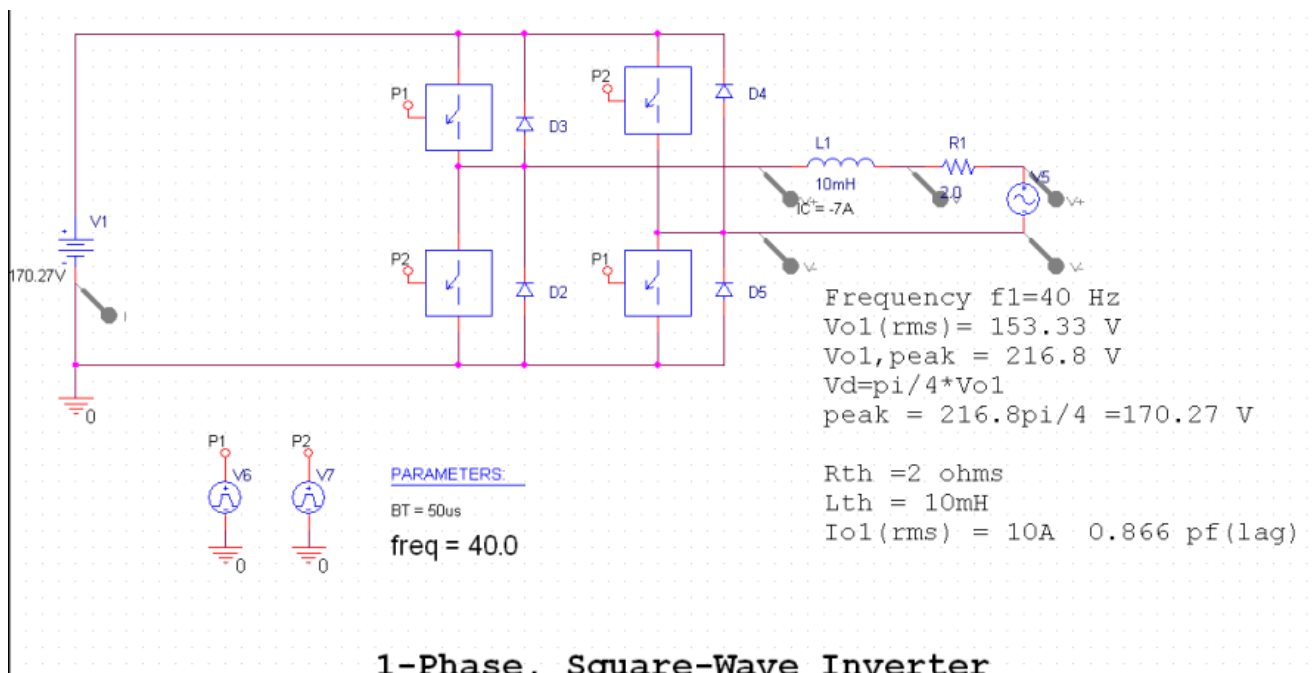 P1
P2
D3
D4
L1
R1
10mH
2.0
V5
V+
V
V+
IC = -7A
V1
170.27V
I
P2
D2
P1
D5
V-
V-
0
Frequency f1=40 Hz
Vo1(rms)= 153.33 V
Vo1,peak = 216.8 V
Vd=pi/4*Vo1
peak = 216.8pi/4 =170.27 V
P1
P2
V6
V7
0
0
PARAMETERS:
BT = 50us
freq = 40.0
Rth =2 ohms
Lth = 10mH
Io1(rms) = 10A 0.866 pf(lag)
1-Phase, Square-Wave Inverter